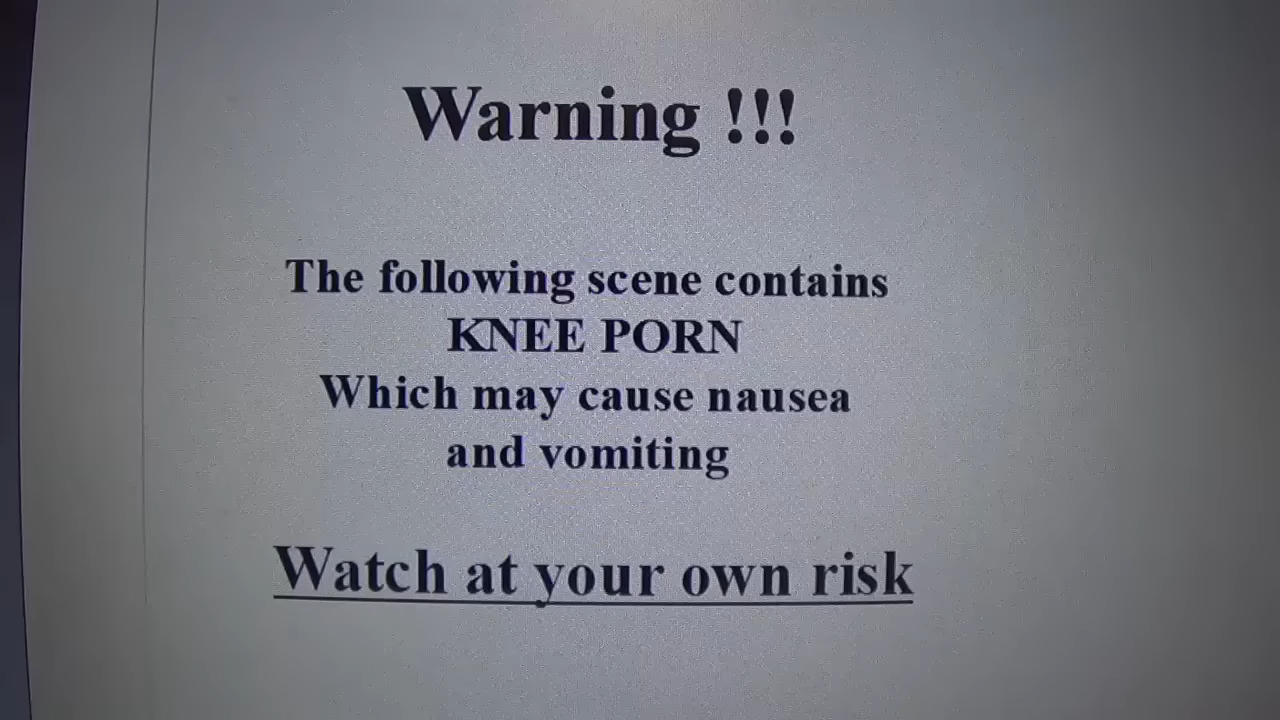 Warning !!!
The following scene contains
KNEE PORN
Which may cause nausea
and vomiting
Watch at your own risk